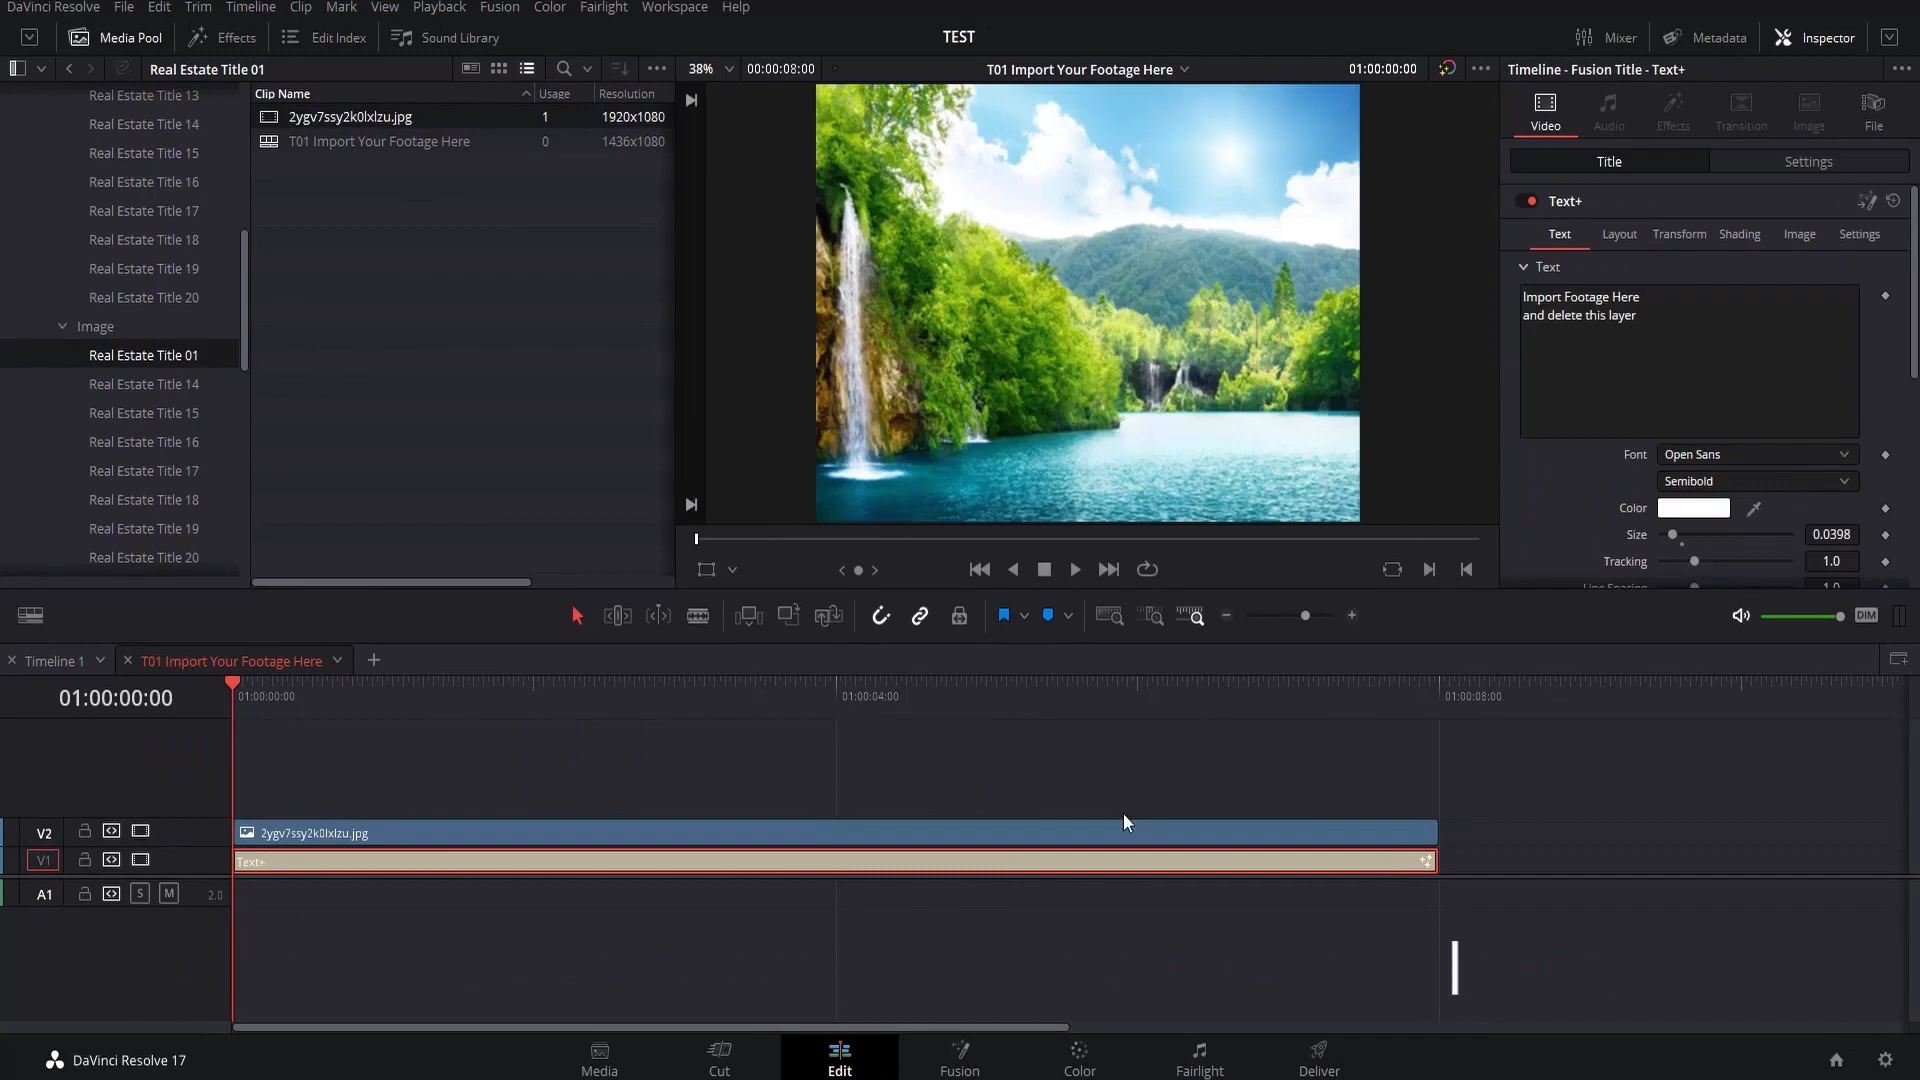 DaVinci Resolve File Edit Trim Timeline Clip Mark View Playback Fusion Color Fairlight Workspace Help
Media Pool Effects Edit Index Sound Library TEST Mixer Metadata Inspector
Real Estate Title 01 38% 00:00:08:00 T01 Import Your Footage Here 01:00:00:00 Timeline - Fusion Title - Text+
Real Estate Title 13
Real Estate Title 14
Real Estate Title 15
Real Estate Title 16
Real Estate Title 17
Real Estate Title 18
Real Estate Title 19
Real Estate Title 20
Image
Real Estate Title 01
Real Estate Title 14
Real Estate Title 15
Real Estate Title 16
Real Estate Title 17
Real Estate Title 18
Real Estate Title 19
Real Estate Title 20
Clip Name Usage Resolution
2ygv7ssy2k0lxlzu.jpg 1 1920x1080
T01 Import Your Footage Here 0 1436x1080
Video Audio Effects Transition Image File
Title Settings
Text+
Text Layout Transform Shading Image Settings
Text
Import Footage Here
and delete this layer
Font Open Sans
Semibold
Color
Size 0.0398
Tracking 1.0
Line Spacing 1.0
DIM
Timeline 1 T01 Import Your Footage Here
01:00:00:00 01:00:00:00 01:00:04:00 01:00:08:00
V2 2ygv7ssy2k0lxlzu.jpg
V1 Text+
A1 S M 2.0
DaVinci Resolve 17 Media Cut Edit Fusion Color Fairlight Deliver